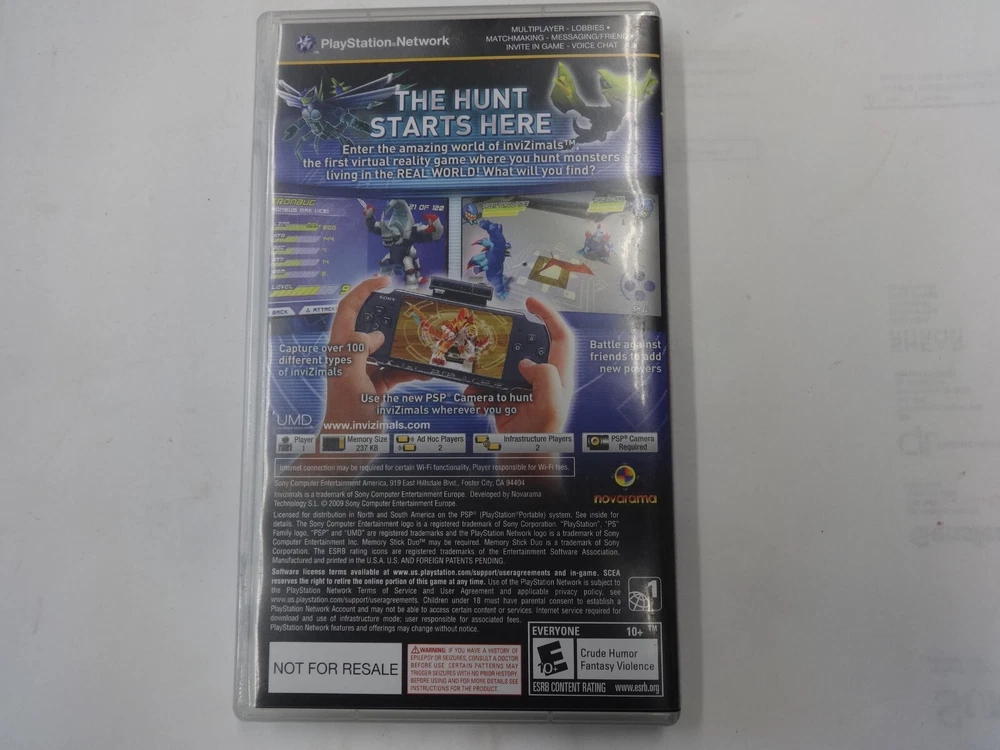 PlayStation®Network
MULTIPLAYER - LOBBIES •
MATCHMAKING - MESSAGING/FRIEND
INVITE IN GAME - VOICE CHAT
THE HUNT
STARTS HERE
Enter the amazing world of inviZimals™,
the first virtual reality game where you hunt monsters
living in the REAL WORLD! What will you find?
21 OF 122
LEVEL 9
BACK ATTACK
SONY
Capture over 100
different types
of inviZimals
Battle against
friends to add
new powers
Use the new PSP® Camera to hunt
inviZimals wherever you go
UMD
www.invizimals.com
Player
1
Memory Size
237 KB
Ad Hoc Players
2
Infrastructure Players
2
PSP® Camera
Required
Internet connection may be required for certain Wi-Fi functionality, Player responsible for Wi-Fi fees.
Sony Computer Entertainment America, 919 East Hillsdale Blvd., Foster City, CA 94404
Invizimals is a trademark of Sony Computer Entertainment Europe. Developed by Novarama
Technology S.L. © 2009 Sony Computer Entertainment Europe.
novarama
Licensed for distribution in North and South America on the PSP® (PlayStation®Portable) system. See inside for
details. The Sony Computer Entertainment logo is a registered trademark of Sony Corporation. "PlayStation", "PS"
Family logo, "PSP" and "UMD" are registered trademarks and the PlayStation Network logo is a trademark of Sony
Computer Entertainment Inc. Memory Stick Duo™ may be required. Memory Stick Duo is a trademark of Sony
Corporation. The ESRB rating icons are registered trademarks of the Entertainment Software Association.
Manufactured and printed in the U.S.A. U.S. AND FOREIGN PATENTS PENDING.
Software license terms available at www.us.playstation.com/support/useragreements and in-game. SCEA
reserves the right to retire the online portion of this game at any time. Use of the PlayStation Network is subject to
the PlayStation Network Terms of Service and User Agreement and applicable privacy policy, see
www.us.playstation.com/support/useragreements. Children under 18 must have parental consent to establish a
PlayStation Network Account and may not be able to access certain content or services. Internet service required for
download and use of infrastructure mode; user responsible for associated fees.
PlayStation Network features and offerings may change without notice.
1
NOT FOR RESALE
WARNING: IF YOU HAVE A HISTORY OF
EPILEPSY OR SEIZURES, CONSULT A DOCTOR
BEFORE USE. CERTAIN PATTERNS MAY
TRIGGER SEIZURES WITH NO PRIOR HISTORY.
BEFORE USING AND FOR MORE DETAILS SEE
INSTRUCTIONS FOR THE PRODUCT.
EVERYONE 10+ ™
E
10+
Crude Humor
Fantasy Violence
ESRB CONTENT RATING www.esrb.org